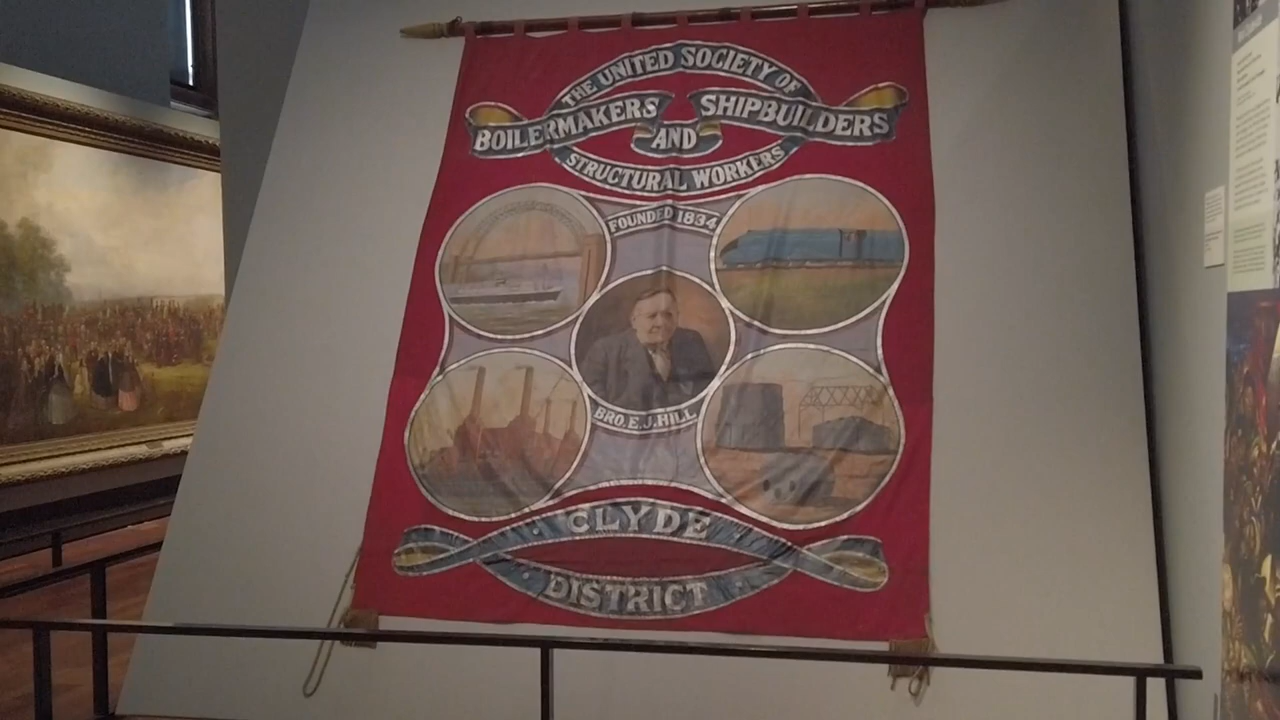 THE UNITED SOCIETY OF
BOILERMAKERS SHIPBUILDERS
AND
STRUCTURAL WORKERS
FOUNDED 1834
BRO. E. J. HILL
CLYDE
DISTRICT